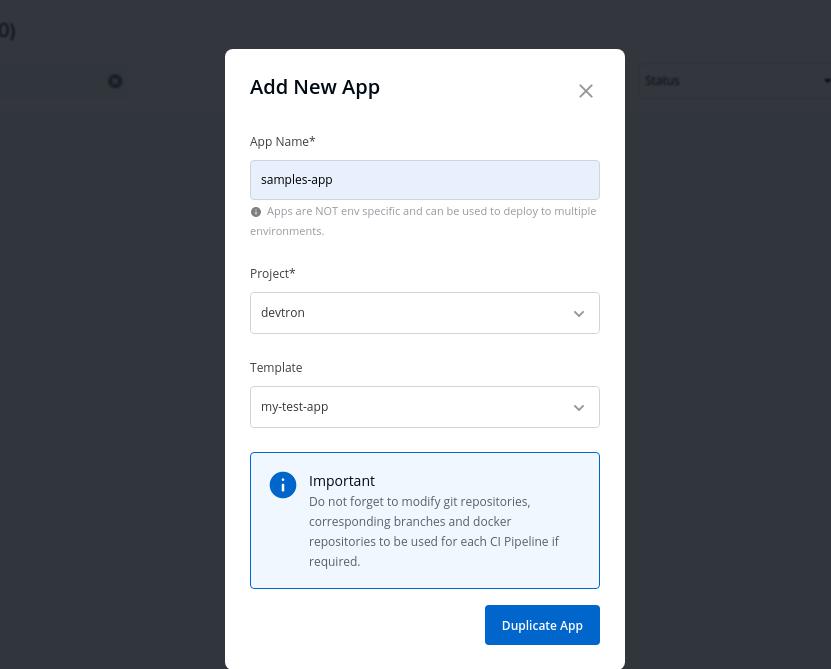 0)
Status
Add New App
App Name*
samples-app
Apps are NOT env specific and can be used to deploy to multiple
environments.
Project*
devtron
Template
my-test-app
Important
Do not forget to modify git repositories,
corresponding branches and docker
repositories to be used for each CI Pipeline if
required.
Duplicate App